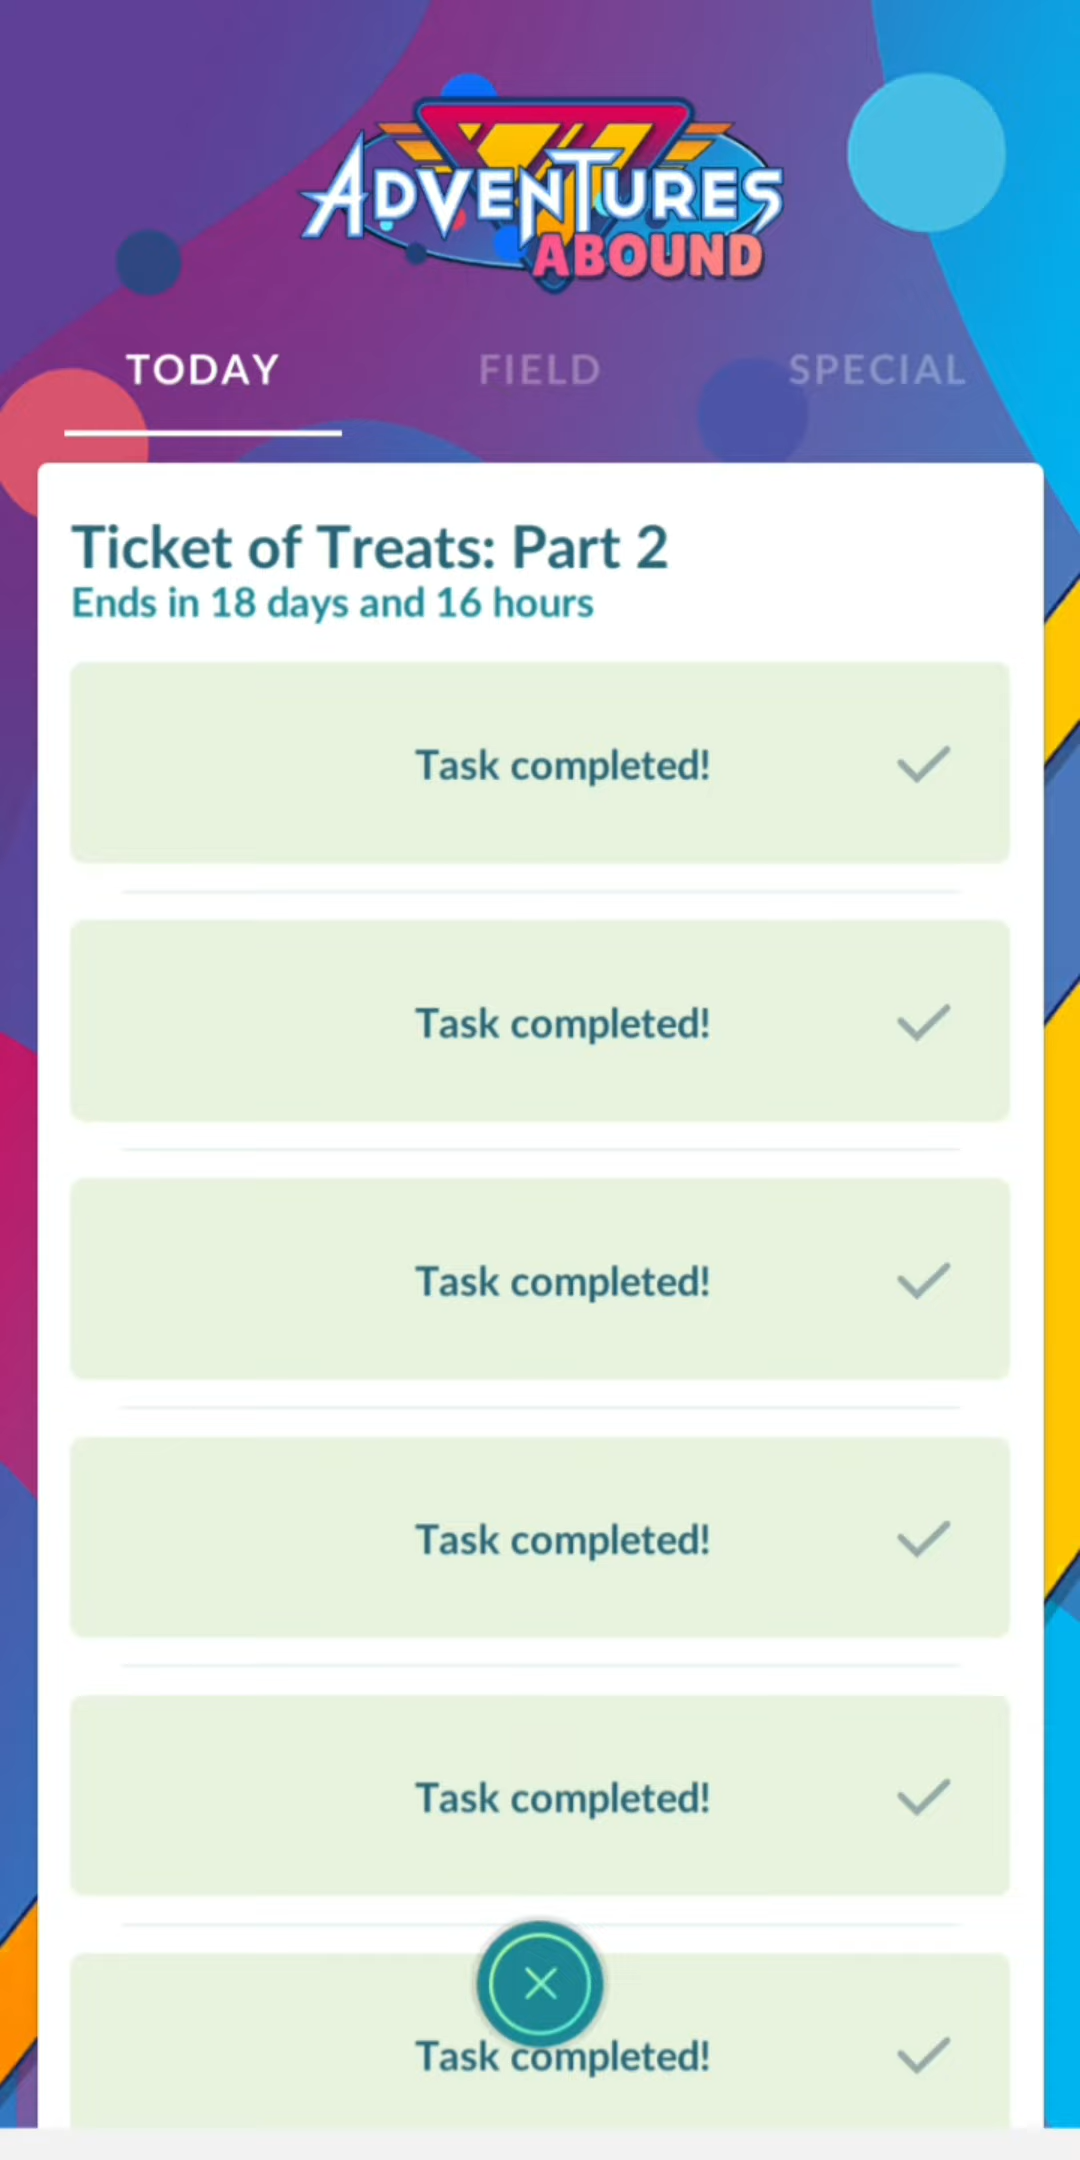 ADVENTURES
ABOUND
TODAY FIELD SPECIAL
Ticket of Treats: Part 2
Ends in 18 days and 16 hours
Task completed!
Task completed!
Task completed!
Task completed!
Task completed!
Task completed!